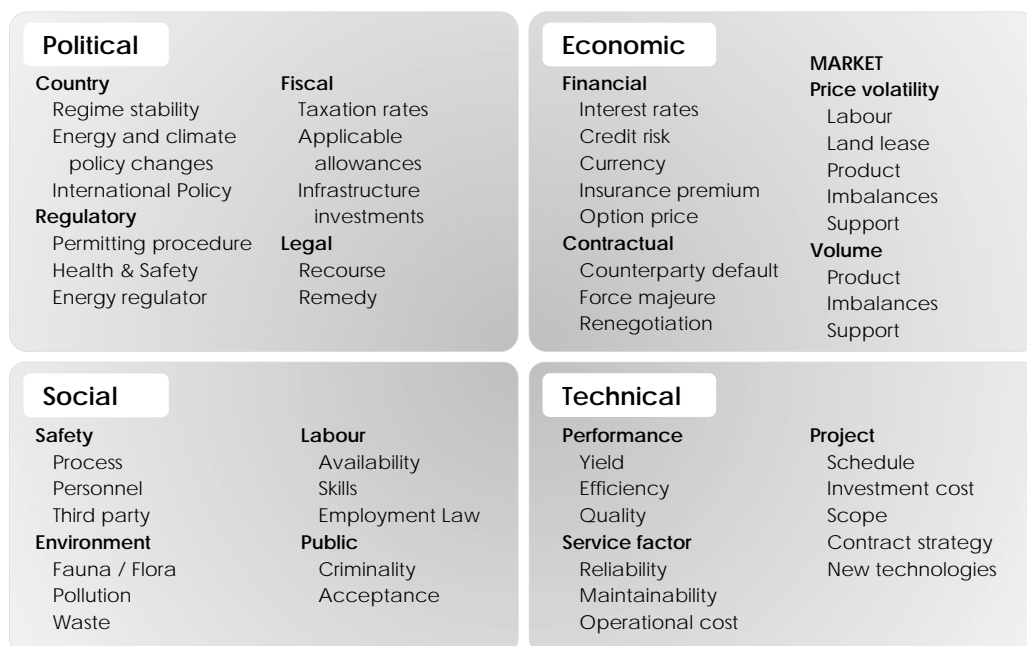 Political
Country
Regime stability
Energy and climate
policy changes
International Policy
Regulatory
Permitting procedure
Health & Safety
Energy regulator
Fiscal
Taxation rates
Applicable
allowances
Infrastructure
investments
Legal
Recourse
Remedy
Economic
Financial
Interest rates
Credit risk
Currency
Insurance premium
Option price
Contractual
Counterparty default
Force majeure
Renegotiation
MARKET
Price volatility
Labour
Land lease
Product
Imbalances
Support
Volume
Product
Imbalances
Support
Social
Safety
Process
Personnel
Third party
Environment
Fauna / Flora
Pollution
Waste
Labour
Availability
Skills
Employment Law
Public
Criminality
Acceptance
Technical
Performance
Yield
Efficiency
Quality
Service factor
Reliability
Maintainability
Operational cost
Project
Schedule
Investment cost
Scope
Contract strategy
New technologies